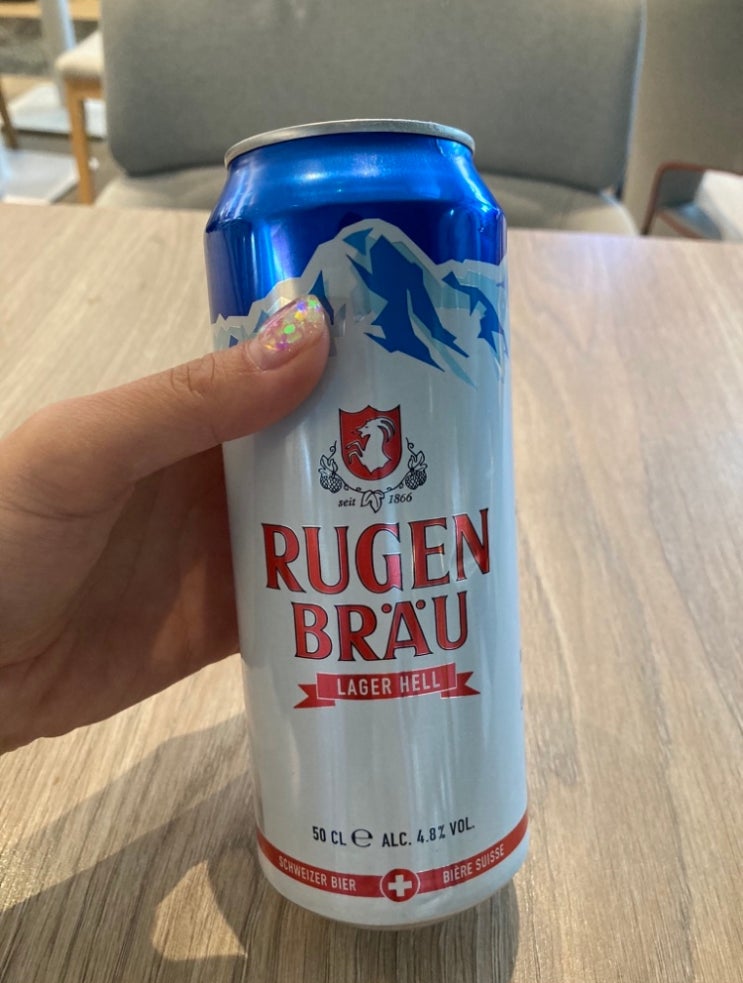 seit 1866
RUGEN
BRÄU
LAGER HELL
50 CL ℮ ALC. 4.8% VOL.
SCHWEIZER BIER BIÈRE SUISSE